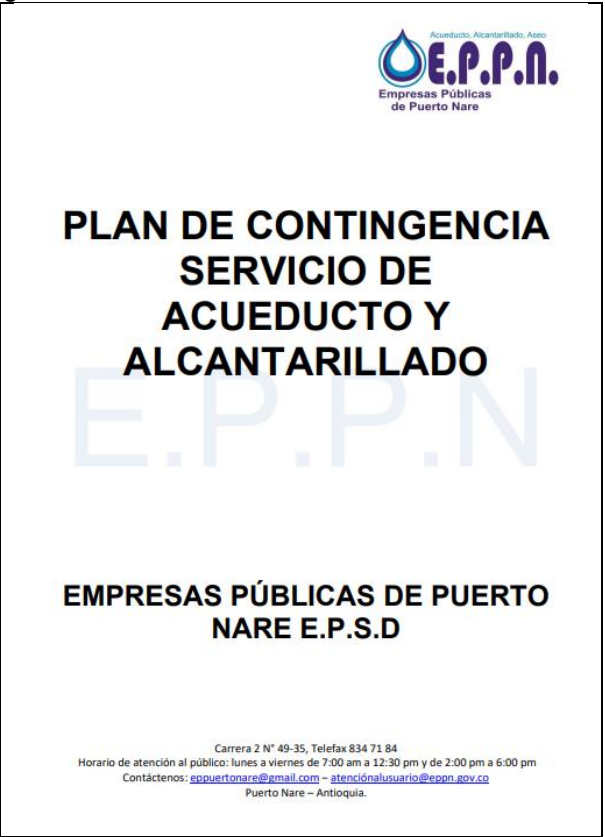 Acueducto, Alcantarillado, Aseo
E.P.P.N.
Empresas Públicas
de Puerto Nare
PLAN DE CONTINGENCIA
SERVICIO DE
ACUEDUCTO Y
ALCANTARILLADO
E.P.P.N
EMPRESAS PÚBLICAS DE PUERTO
NARE E.P.S.D
Carrera 2 N° 49-35, Telefax 834 71 84
Horario de atención al público: lunes a viernes de 7:00 am a 12:30 pm y de 2:00 pm a 6:00 pm
Contáctenos: eppuertonare@gmail.com – atenciónalusuario@eppn.gov.co
Puerto Nare – Antioquia.